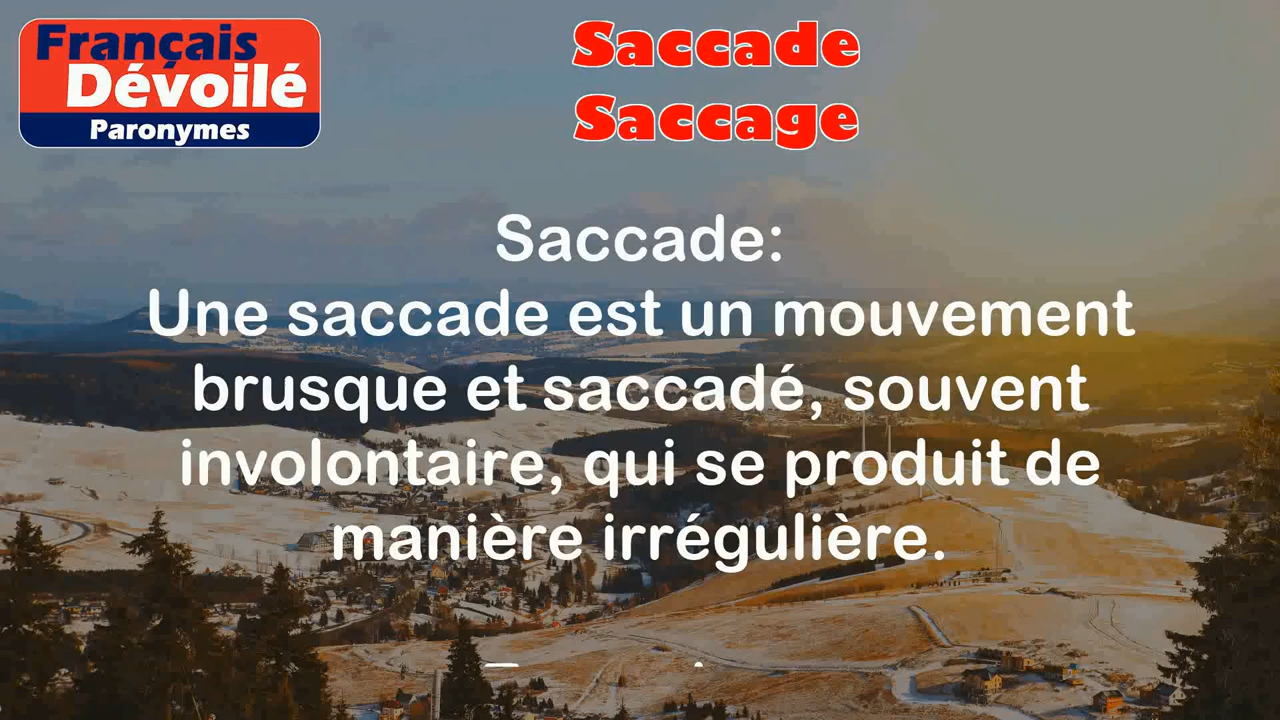 Français
Dévoilé
Paronymes
Saccade
Saccage
Saccade:
Une saccade est un mouvement
brusque et saccadé, souvent
involontaire, qui se produit de
manière irrégulière.